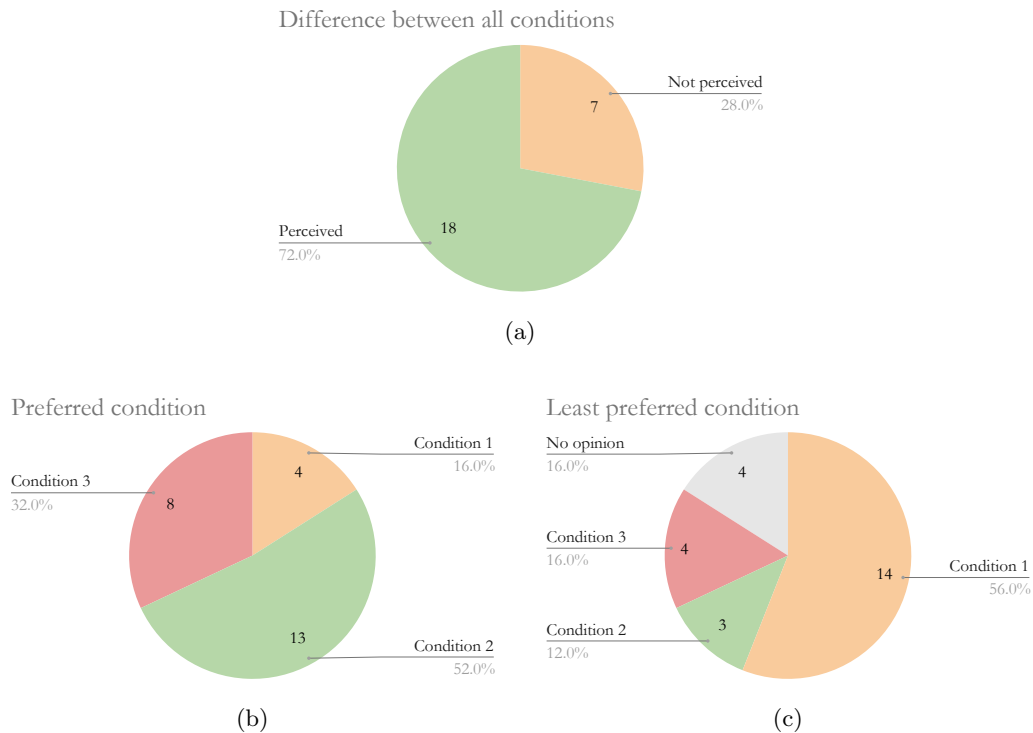 Difference between all conditions
Not perceived
7
28.0%
18
Perceived
72.0%
(a)
Preferred condition
Condition 1
4
16.0%
Condition 3
8
32.0%
13
Condition 2
52.0%
(b)
Least preferred condition
No opinion
4
16.0%
Condition 3
4
16.0%
14
Condition 1
56.0%
3
Condition 2
12.0%
(c)